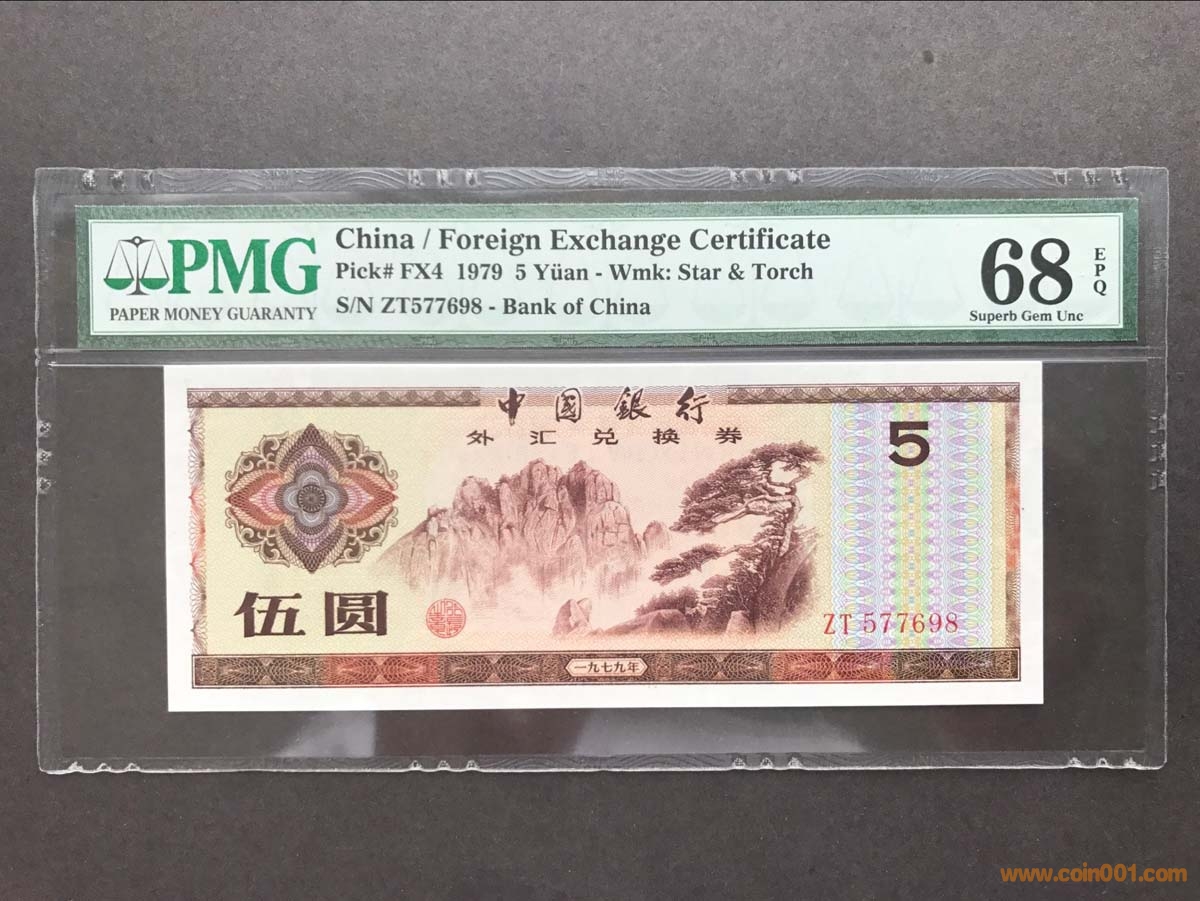 PMG
PAPER MONEY GUARANTY
China / Foreign Exchange Certificate
Pick# FX4 1979 5 Yüan - Wmk: Star & Torch
S/N ZT577698 - Bank of China
68
EPQ
Superb Gem Unc
中國銀行
外汇兑换券
5
伍圆
ZT 577698
一九七九年
www.coin001.com